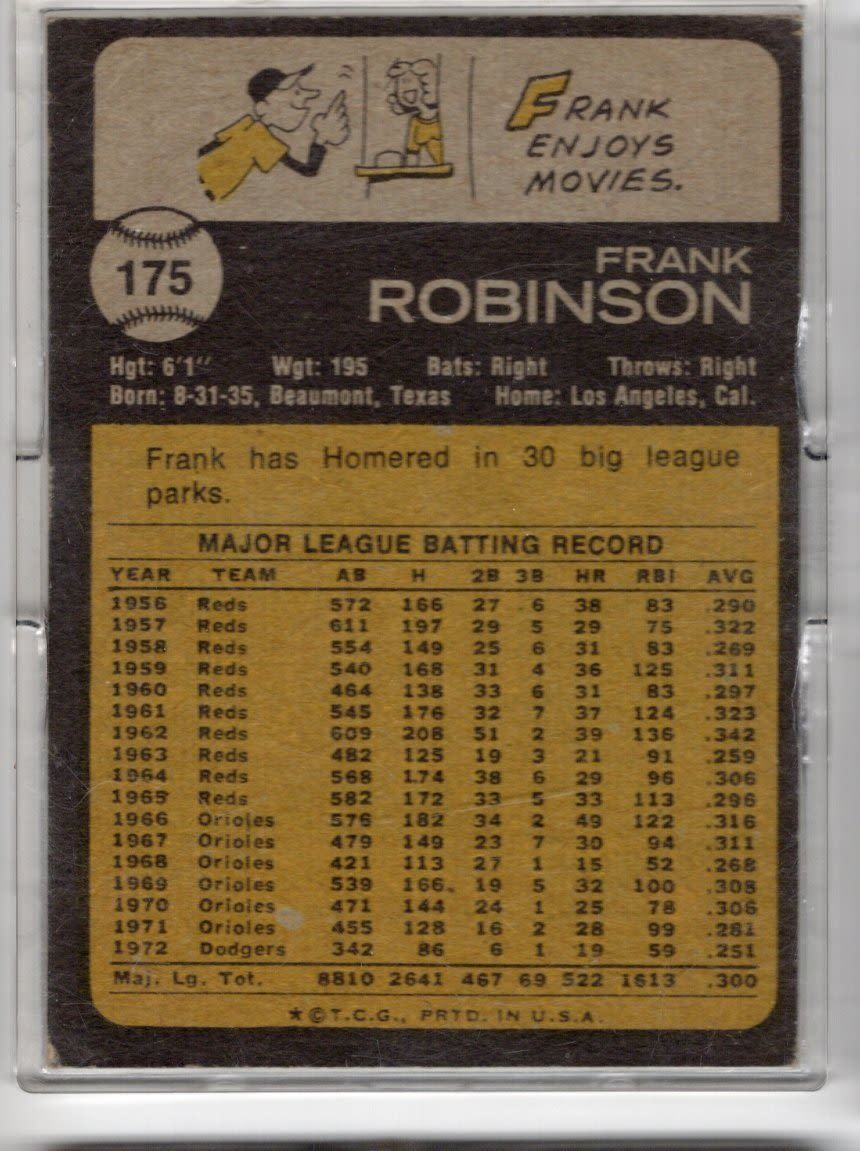 FRANK
ENJOYS
MOVIES.
175
FRANK
ROBINSON
Hgt: 6'1" Wgt: 195 Bats: Right Throws: Right
Born: 8-31-35, Beaumont, Texas Home: Los Angeles, Cal.
Frank has Homered in 30 big league
parks.
MAJOR LEAGUE BATTING RECORD
YEAR TEAM AB H 2B 3B HR RBI AVG
1956 Reds 572 166 27 6 38 83 .290
1957 Reds 611 197 29 5 29 75 .322
1958 Reds 554 149 25 6 31 83 .269
1959 Reds 540 168 31 4 36 125 .311
1960 Reds 464 138 33 6 31 83 .297
1961 Reds 545 176 32 7 37 124 .323
1962 Reds 609 208 51 2 39 136 .342
1963 Reds 482 125 19 3 21 91 .259
1964 Reds 568 174 38 6 29 96 .306
1965 Reds 582 172 33 5 33 113 .296
1966 Orioles 576 182 34 2 49 122 .316
1967 Orioles 479 149 23 7 30 94 .311
1968 Orioles 421 113 27 1 15 52 .268
1969 Orioles 539 166 19 5 32 100 .308
1970 Orioles 471 144 24 1 25 78 .306
1971 Orioles 455 128 16 2 28 99 .281
1972 Dodgers 342 86 6 1 19 59 .251
Maj. Lg. Tot. 8810 2641 467 69 522 1613 .300
★©T.C.G., PRTD. IN U.S.A.